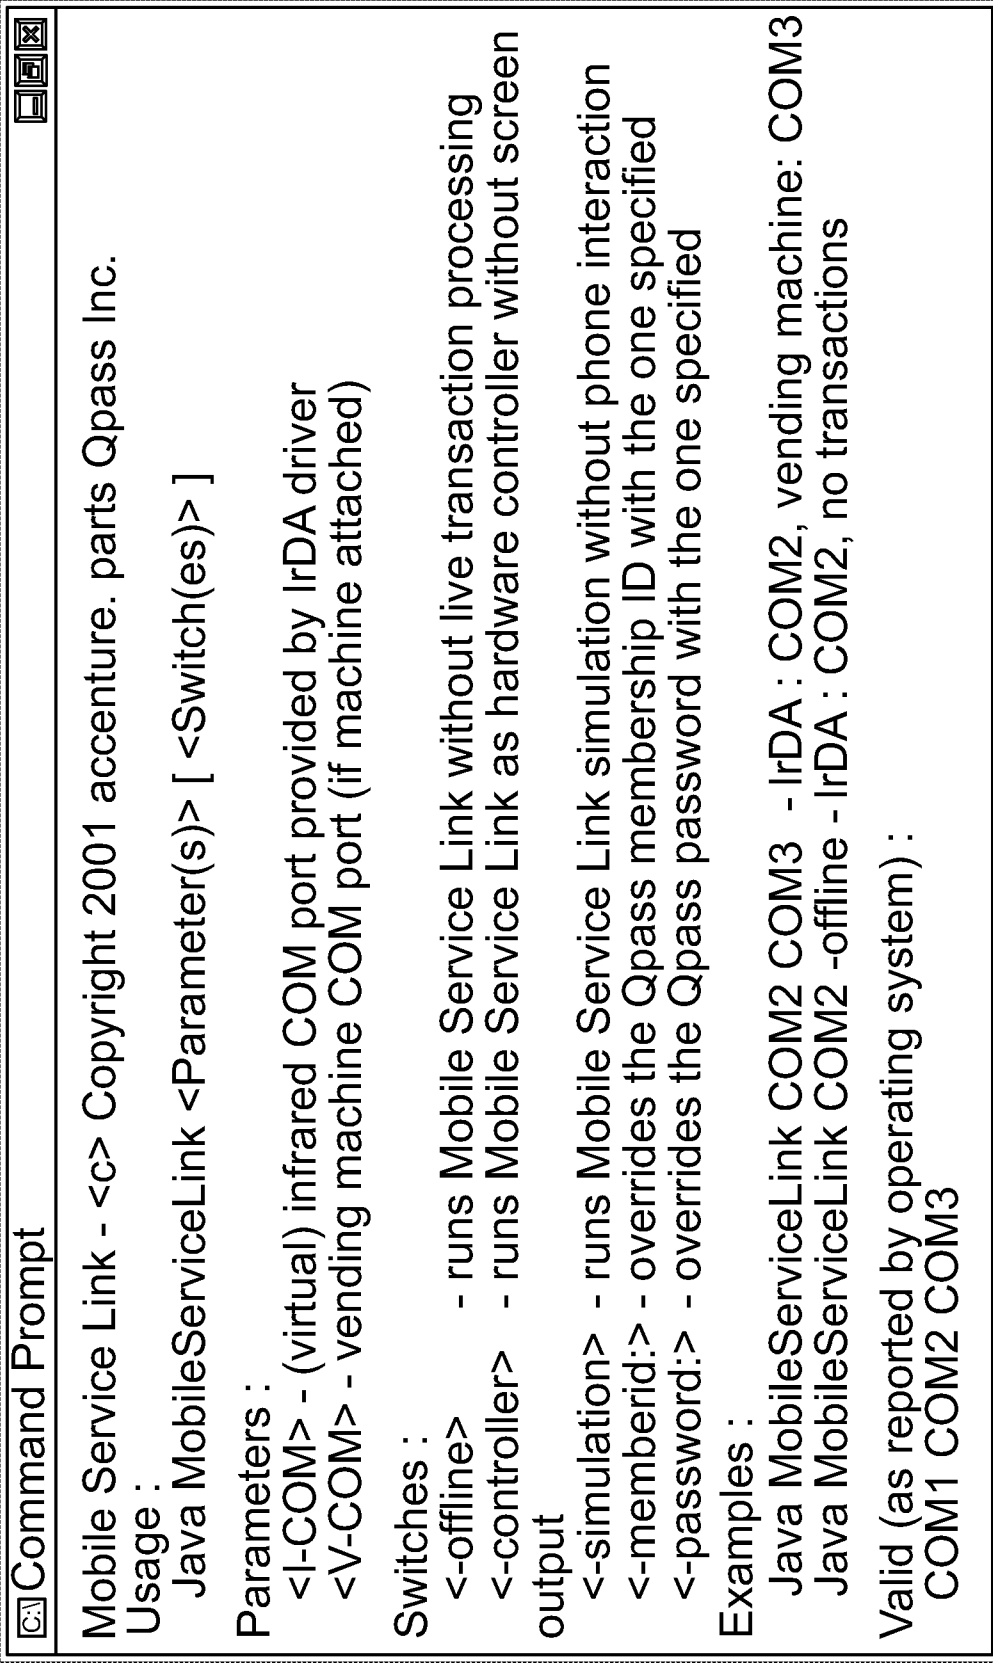 C:\ Command Prompt
Mobile Service Link - <c> Copyright 2001 accenture. parts Qpass Inc.
Usage :
Java MobileServiceLink <Parameter(s)> [ <Switch(es)> ]
Parameters :
<I-COM> - (virtual) infrared COM port provided by IrDA driver
<V-COM> - vending machine COM port (if machine attached)
Switches :
<-offline> - runs Mobile Service Link without live transaction processing
<-controller> - runs Mobile Service Link as hardware controller without screen
output
<-simulation> - runs Mobile Service Link simulation without phone interaction
<-memberid:> - overrides the Qpass membership ID with the one specified
<-password:> - overrides the Qpass password with the one specified
Examples :
Java MobileServiceLink COM2 COM3 - IrDA : COM2, vending machine: COM3
Java MobileServiceLink COM2 -offline - IrDA : COM2, no transactions
Valid (as reported by operating system) :
COM1 COM2 COM3